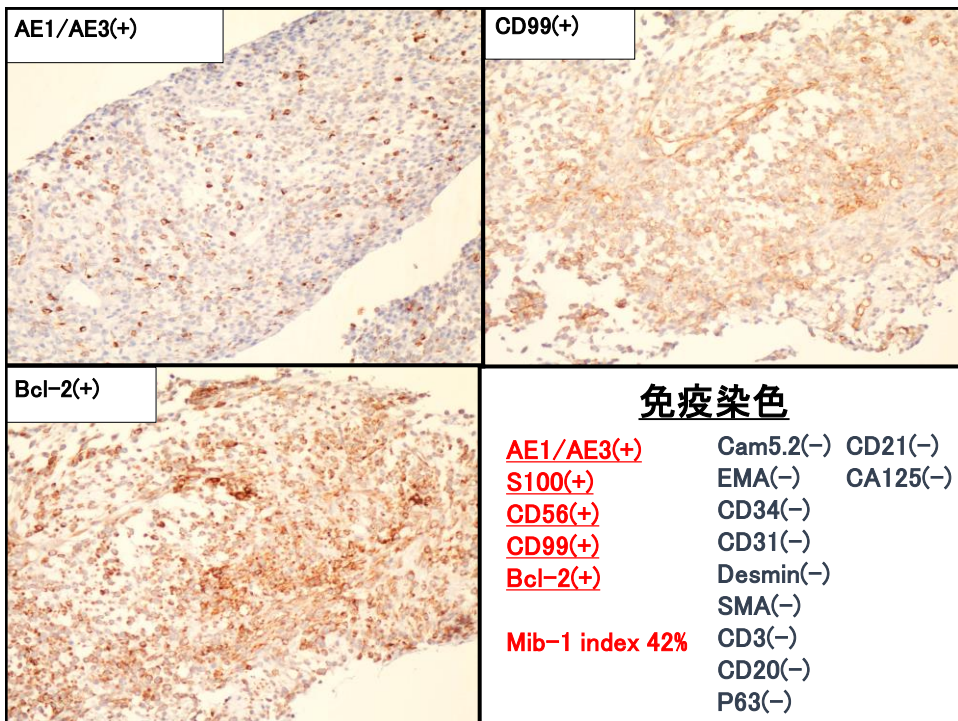 AE1/AE3(+)
CD99(+)
Bcl-2(+)
免疫染色
AE1/AE3(+)
S100(+)
CD56(+)
CD99(+)
Bcl-2(+)
Mib-1 index 42%
Cam5.2(-)
EMA(-)
CD34(-)
CD31(-)
Desmin(-)
SMA(-)
CD3(-)
CD20(-)
P63(-)
CD21(-)
CA125(-)